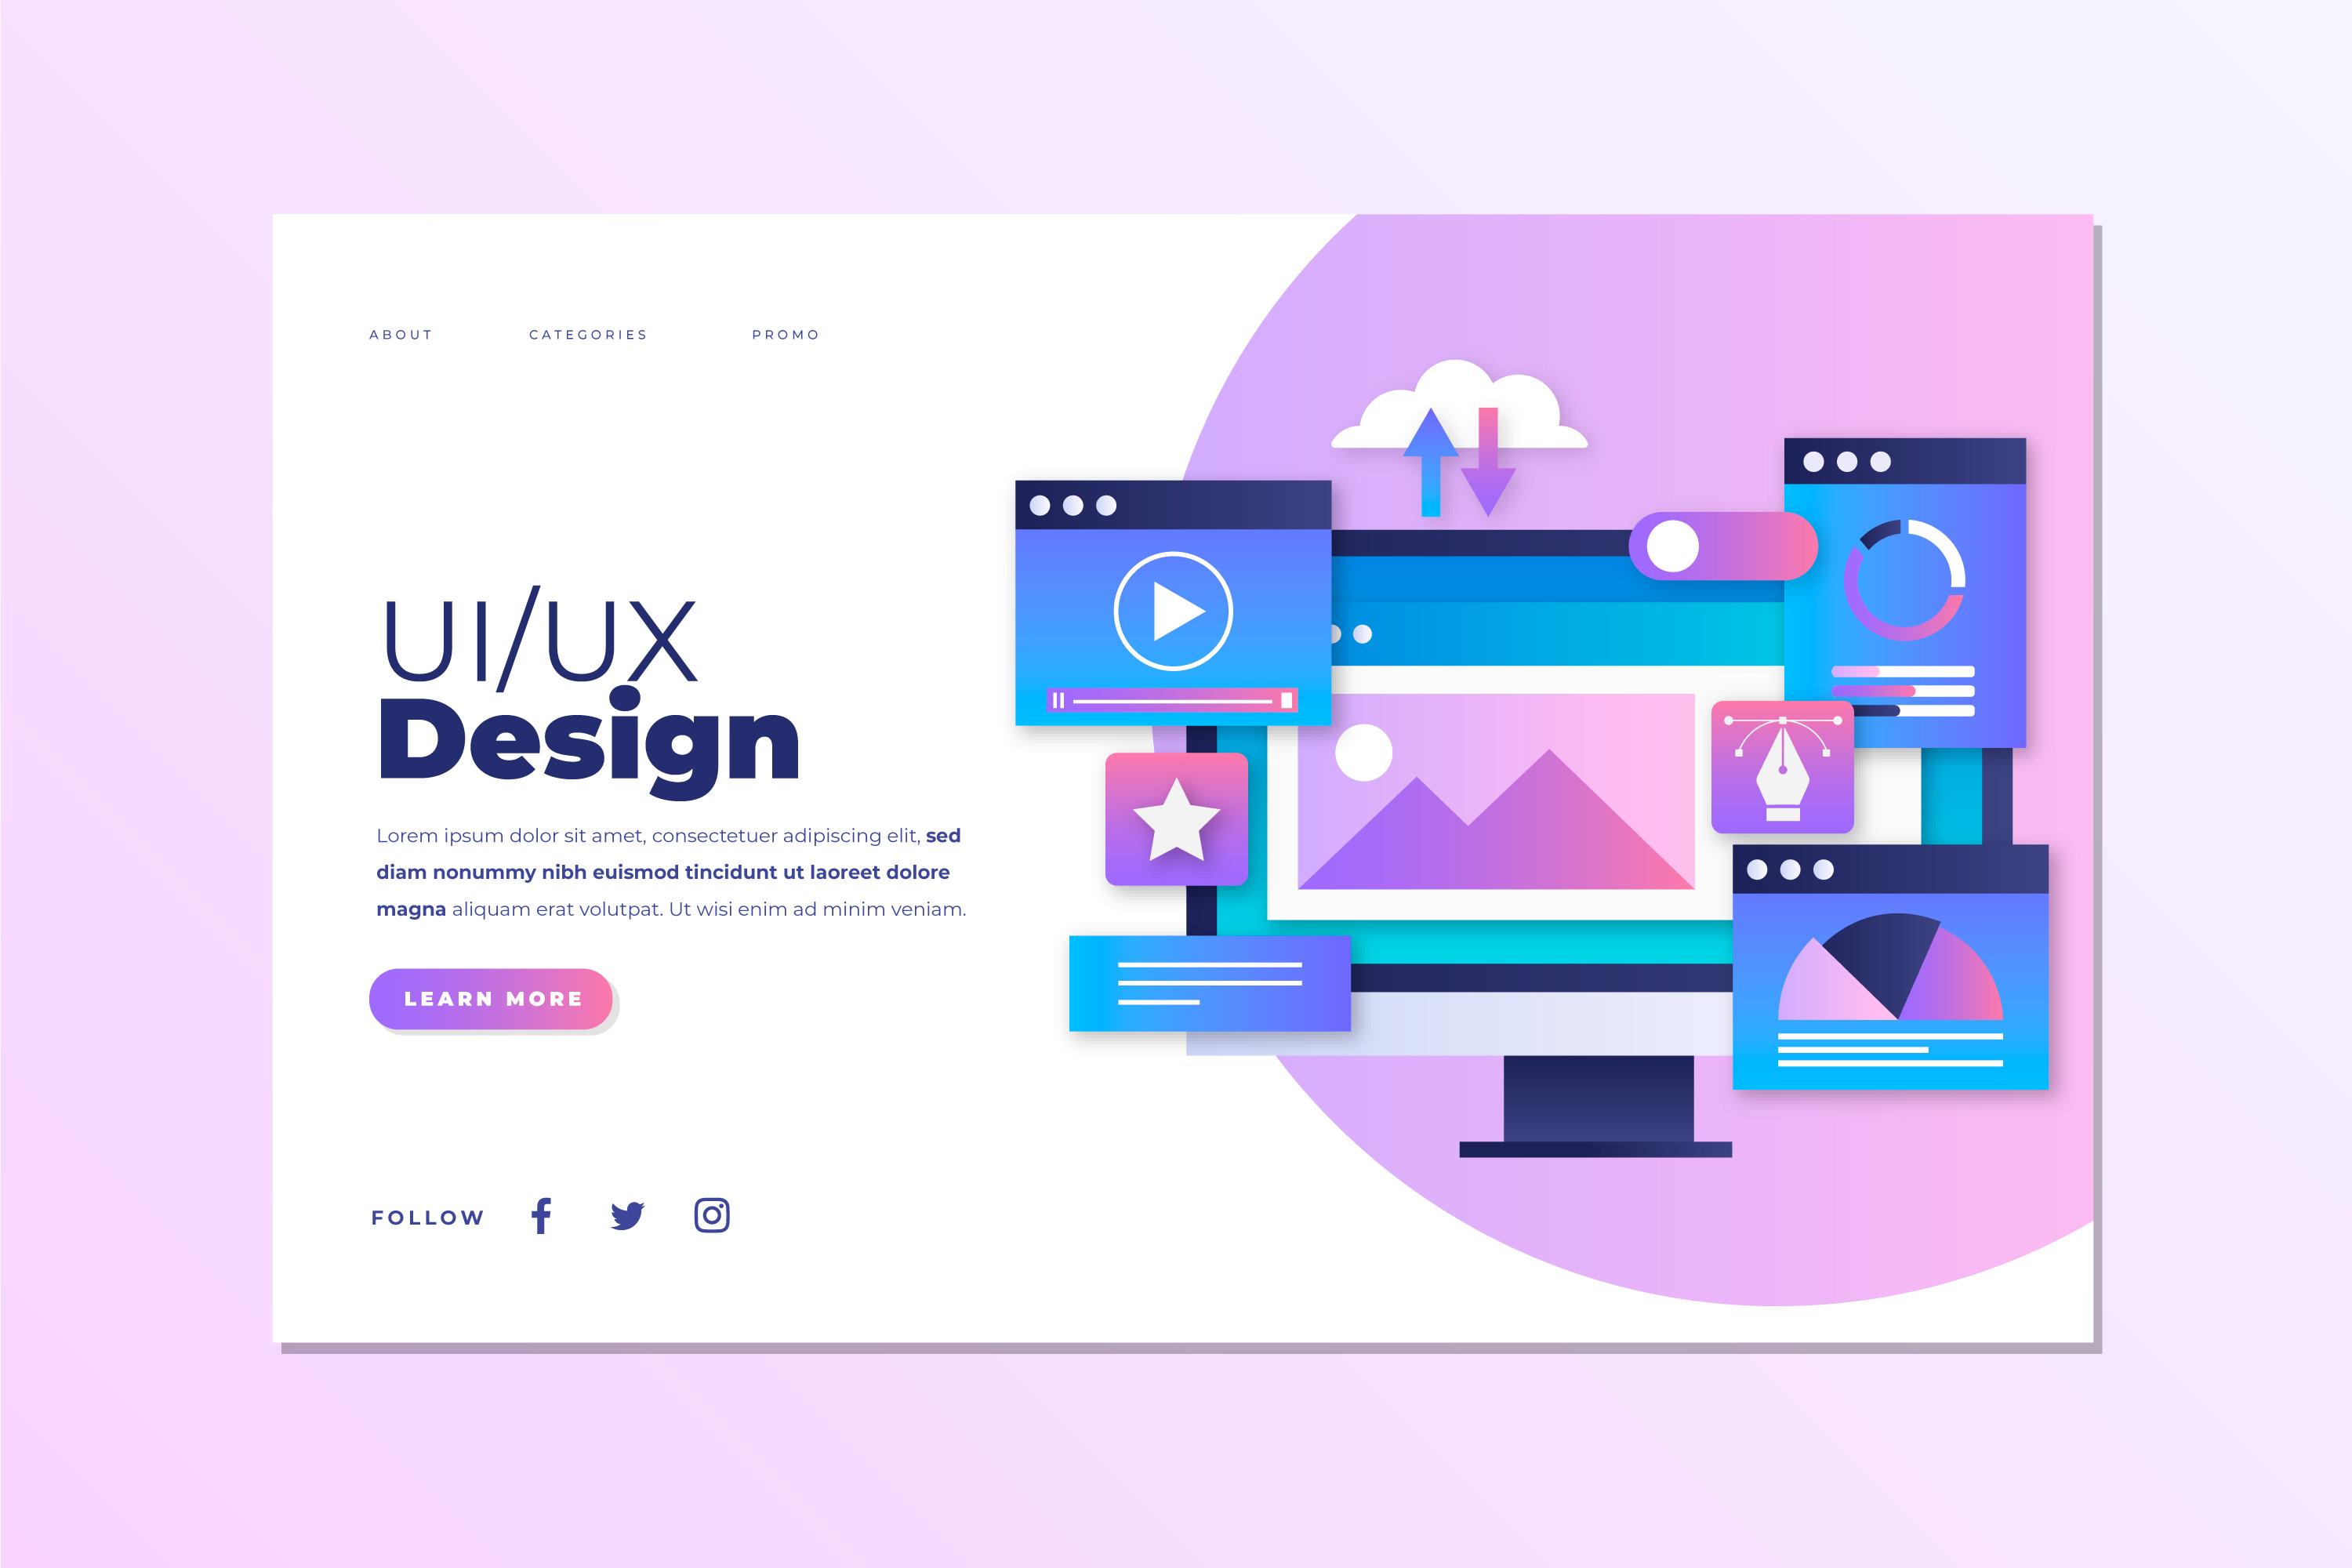 ABOUT CATEGORIES PROMO
UI/UX
Design
Lorem ipsum dolor sit amet, consectetuer adipiscing elit, sed
diam nonummy nibh euismod tincidunt ut laoreet dolore
magna aliquam erat volutpat. Ut wisi enim ad minim veniam.
LEARN MORE
FOLLOW